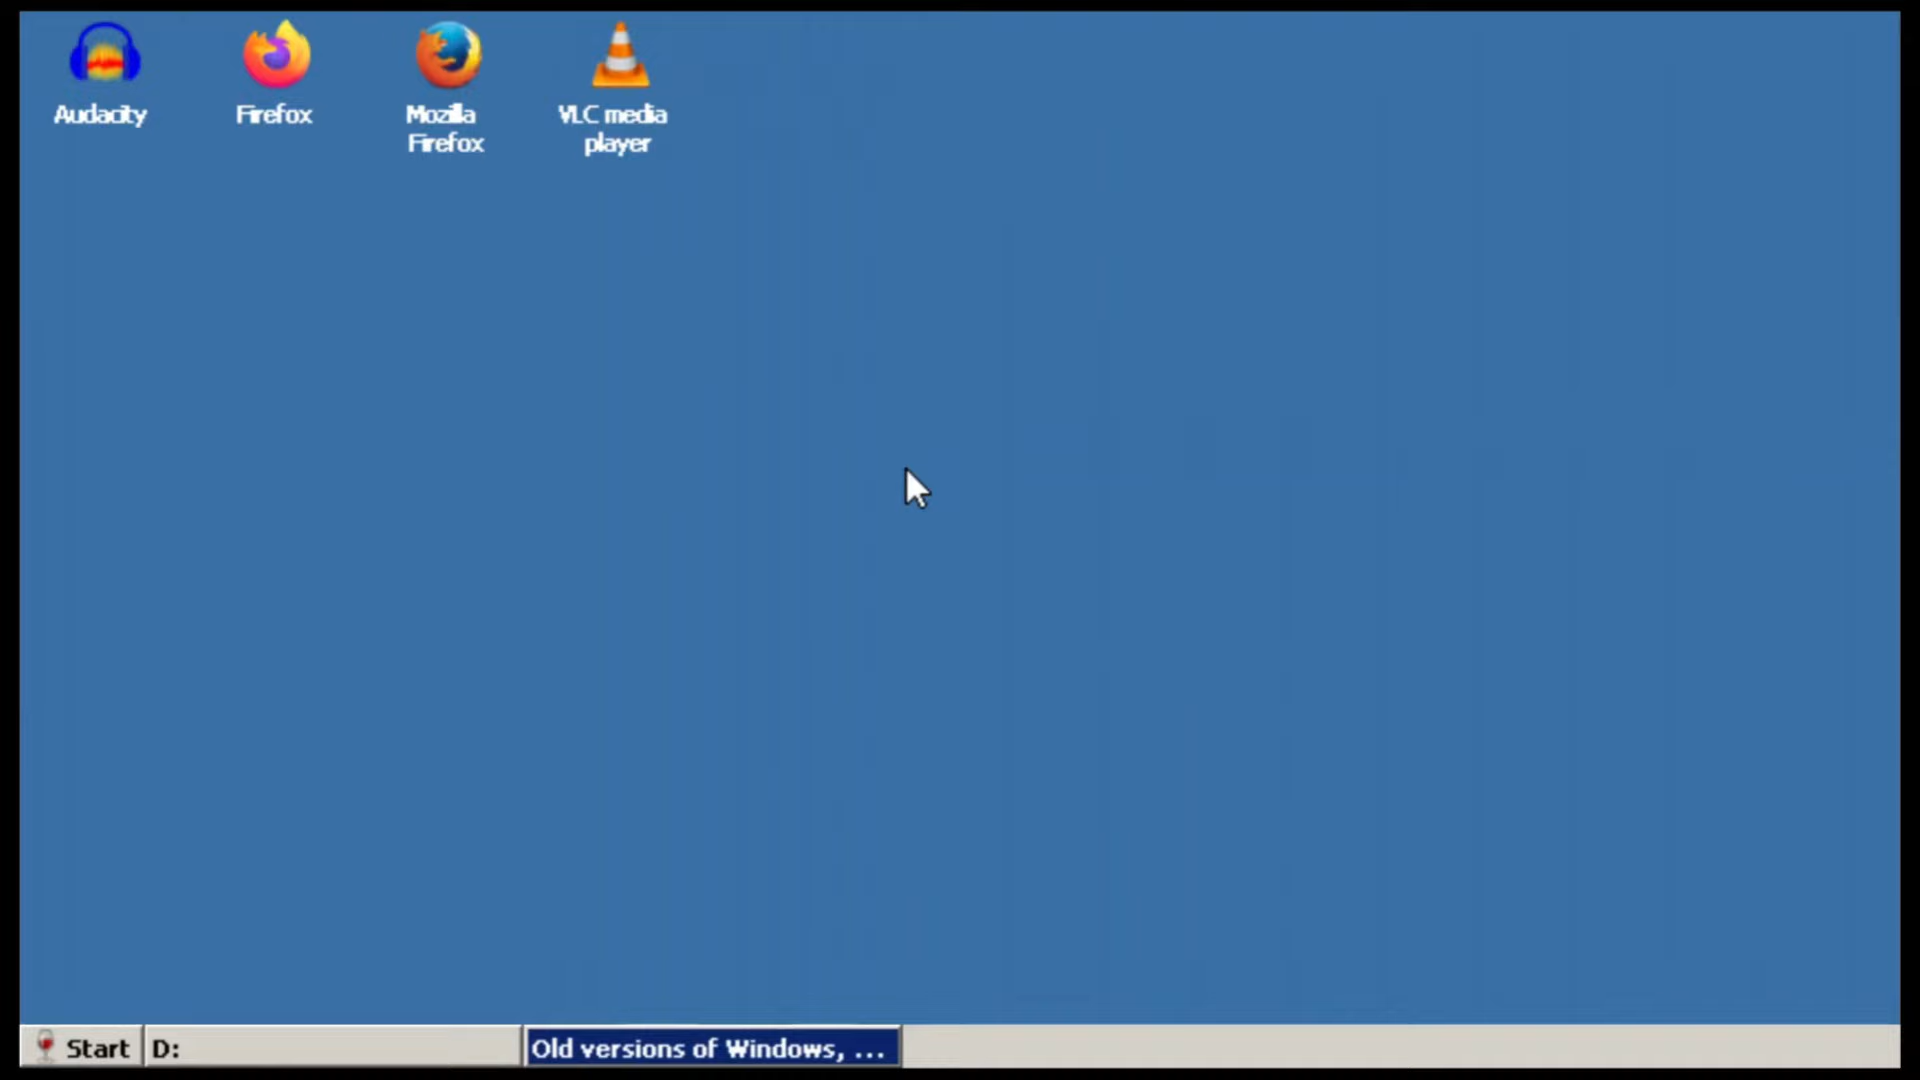 Audacity
Firefox
Mozilla
Firefox
VLC media
player
Start
D:
Old versions of Windows, ...